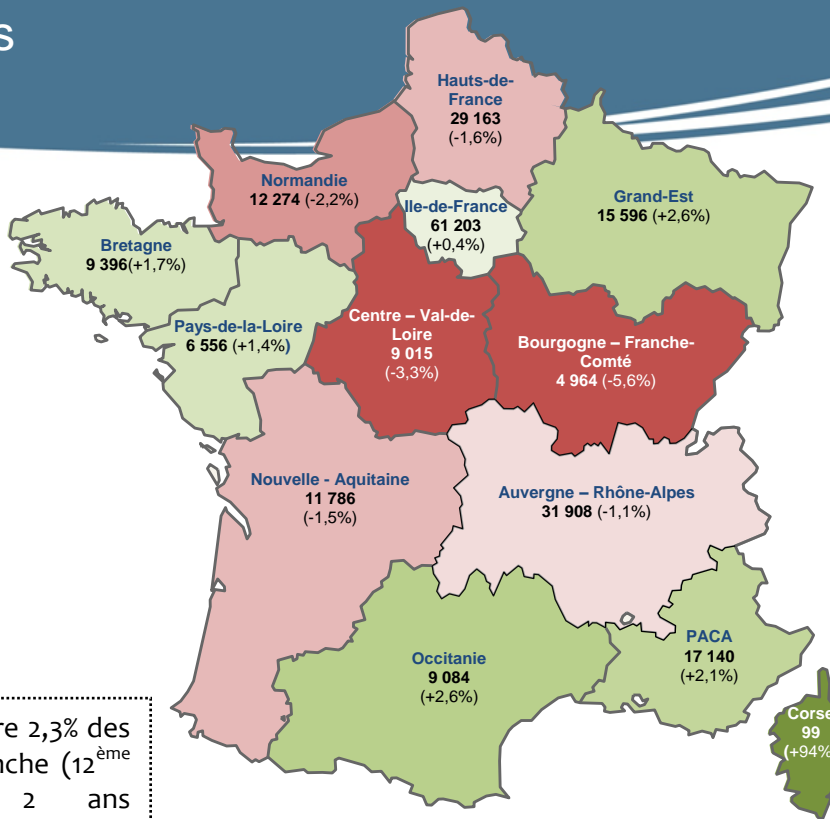 s
Hauts-de-
France
29 163
(-1,6%)
Normandie
12 274 (-2,2%)
Ile-de-France
61 203
(+0,4%)
Grand-Est
15 596 (+2,6%)
Bretagne
9 396(+1,7%)
Pays-de-la-Loire
6 556 (+1,4%)
Centre – Val-de-
Loire
9 015
(-3,3%)
Bourgogne – Franche-
Comté
4 964 (-5,6%)
Nouvelle - Aquitaine
11 786
(-1,5%)
Auvergne – Rhône-Alpes
31 908 (-1,1%)
Occitanie
9 084
(+2,6%)
PACA
17 140
(+2,1%)
Corse
99
(+94%
re 2,3% des
nche (12ème
2 ans